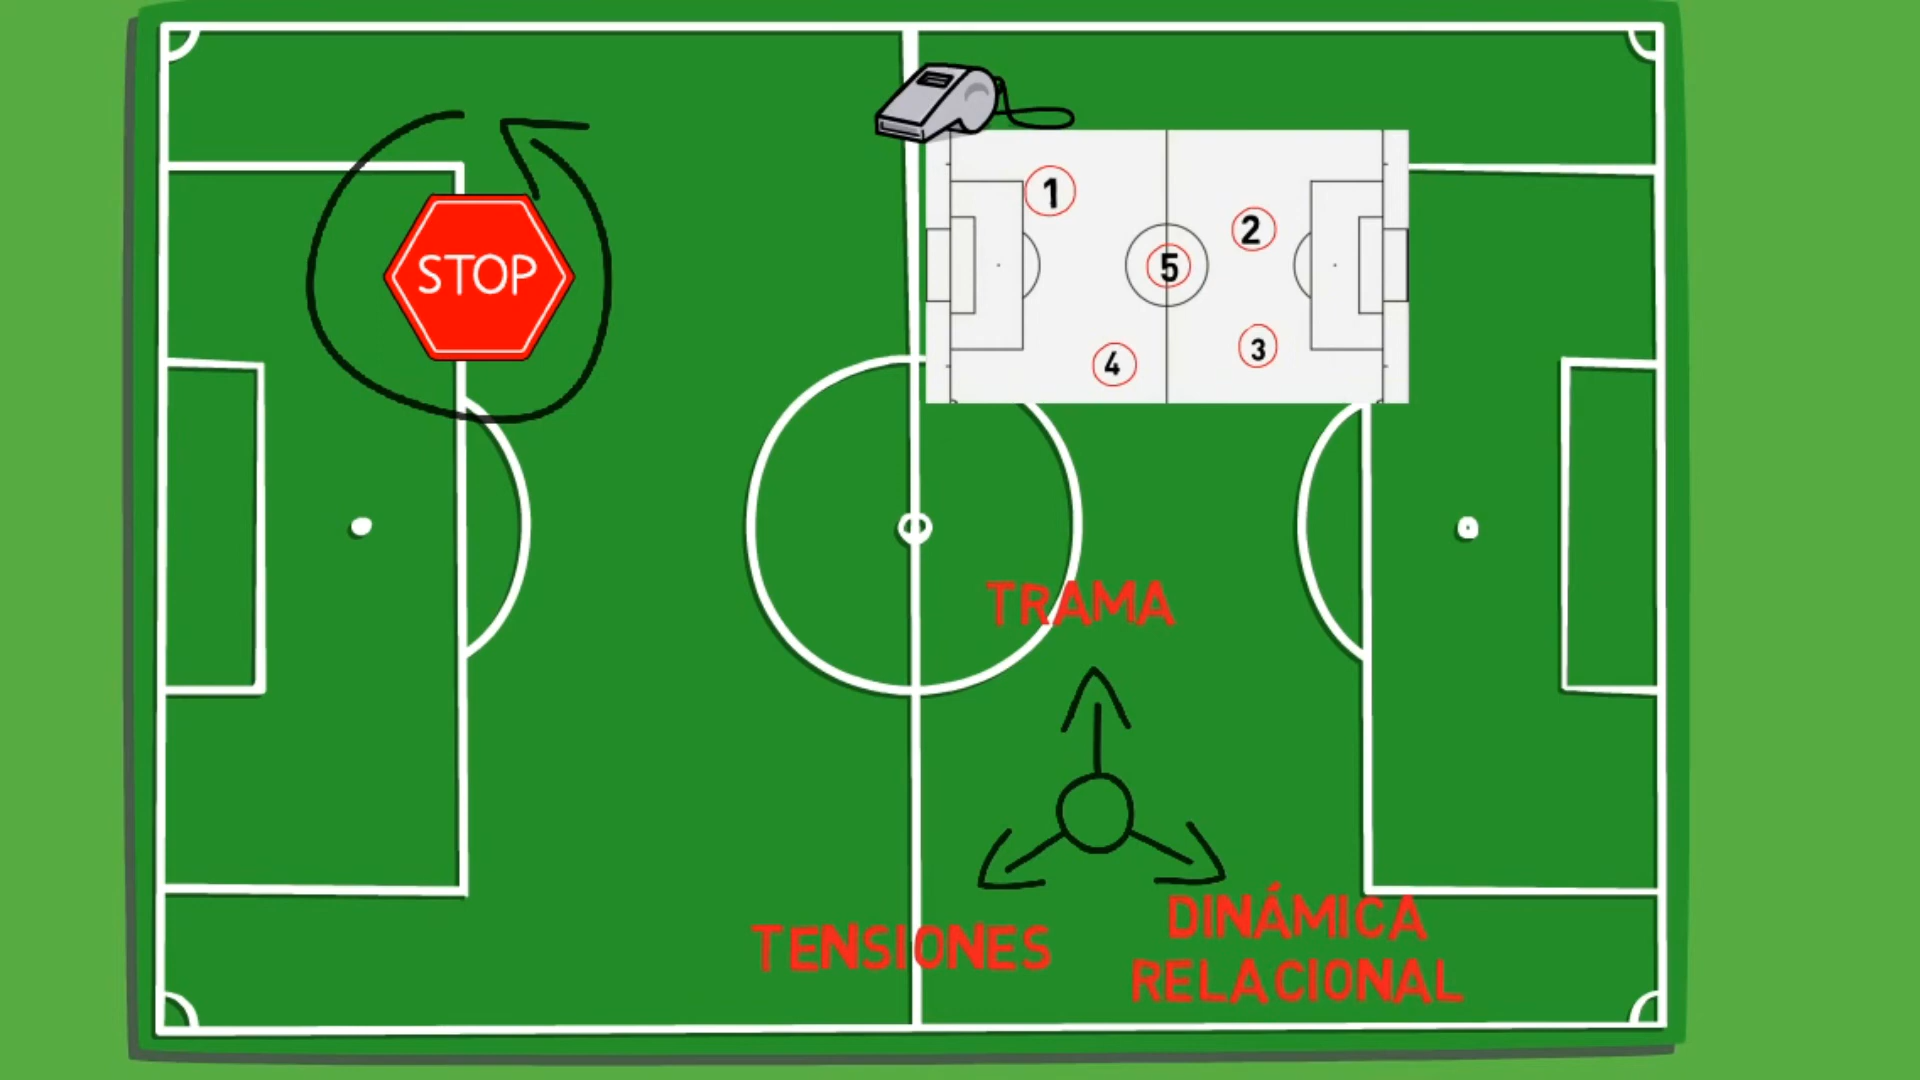 STOP
1
2
5
3
4
TRAMA
TENSIONES
DINÁMICA
RELACIONAL